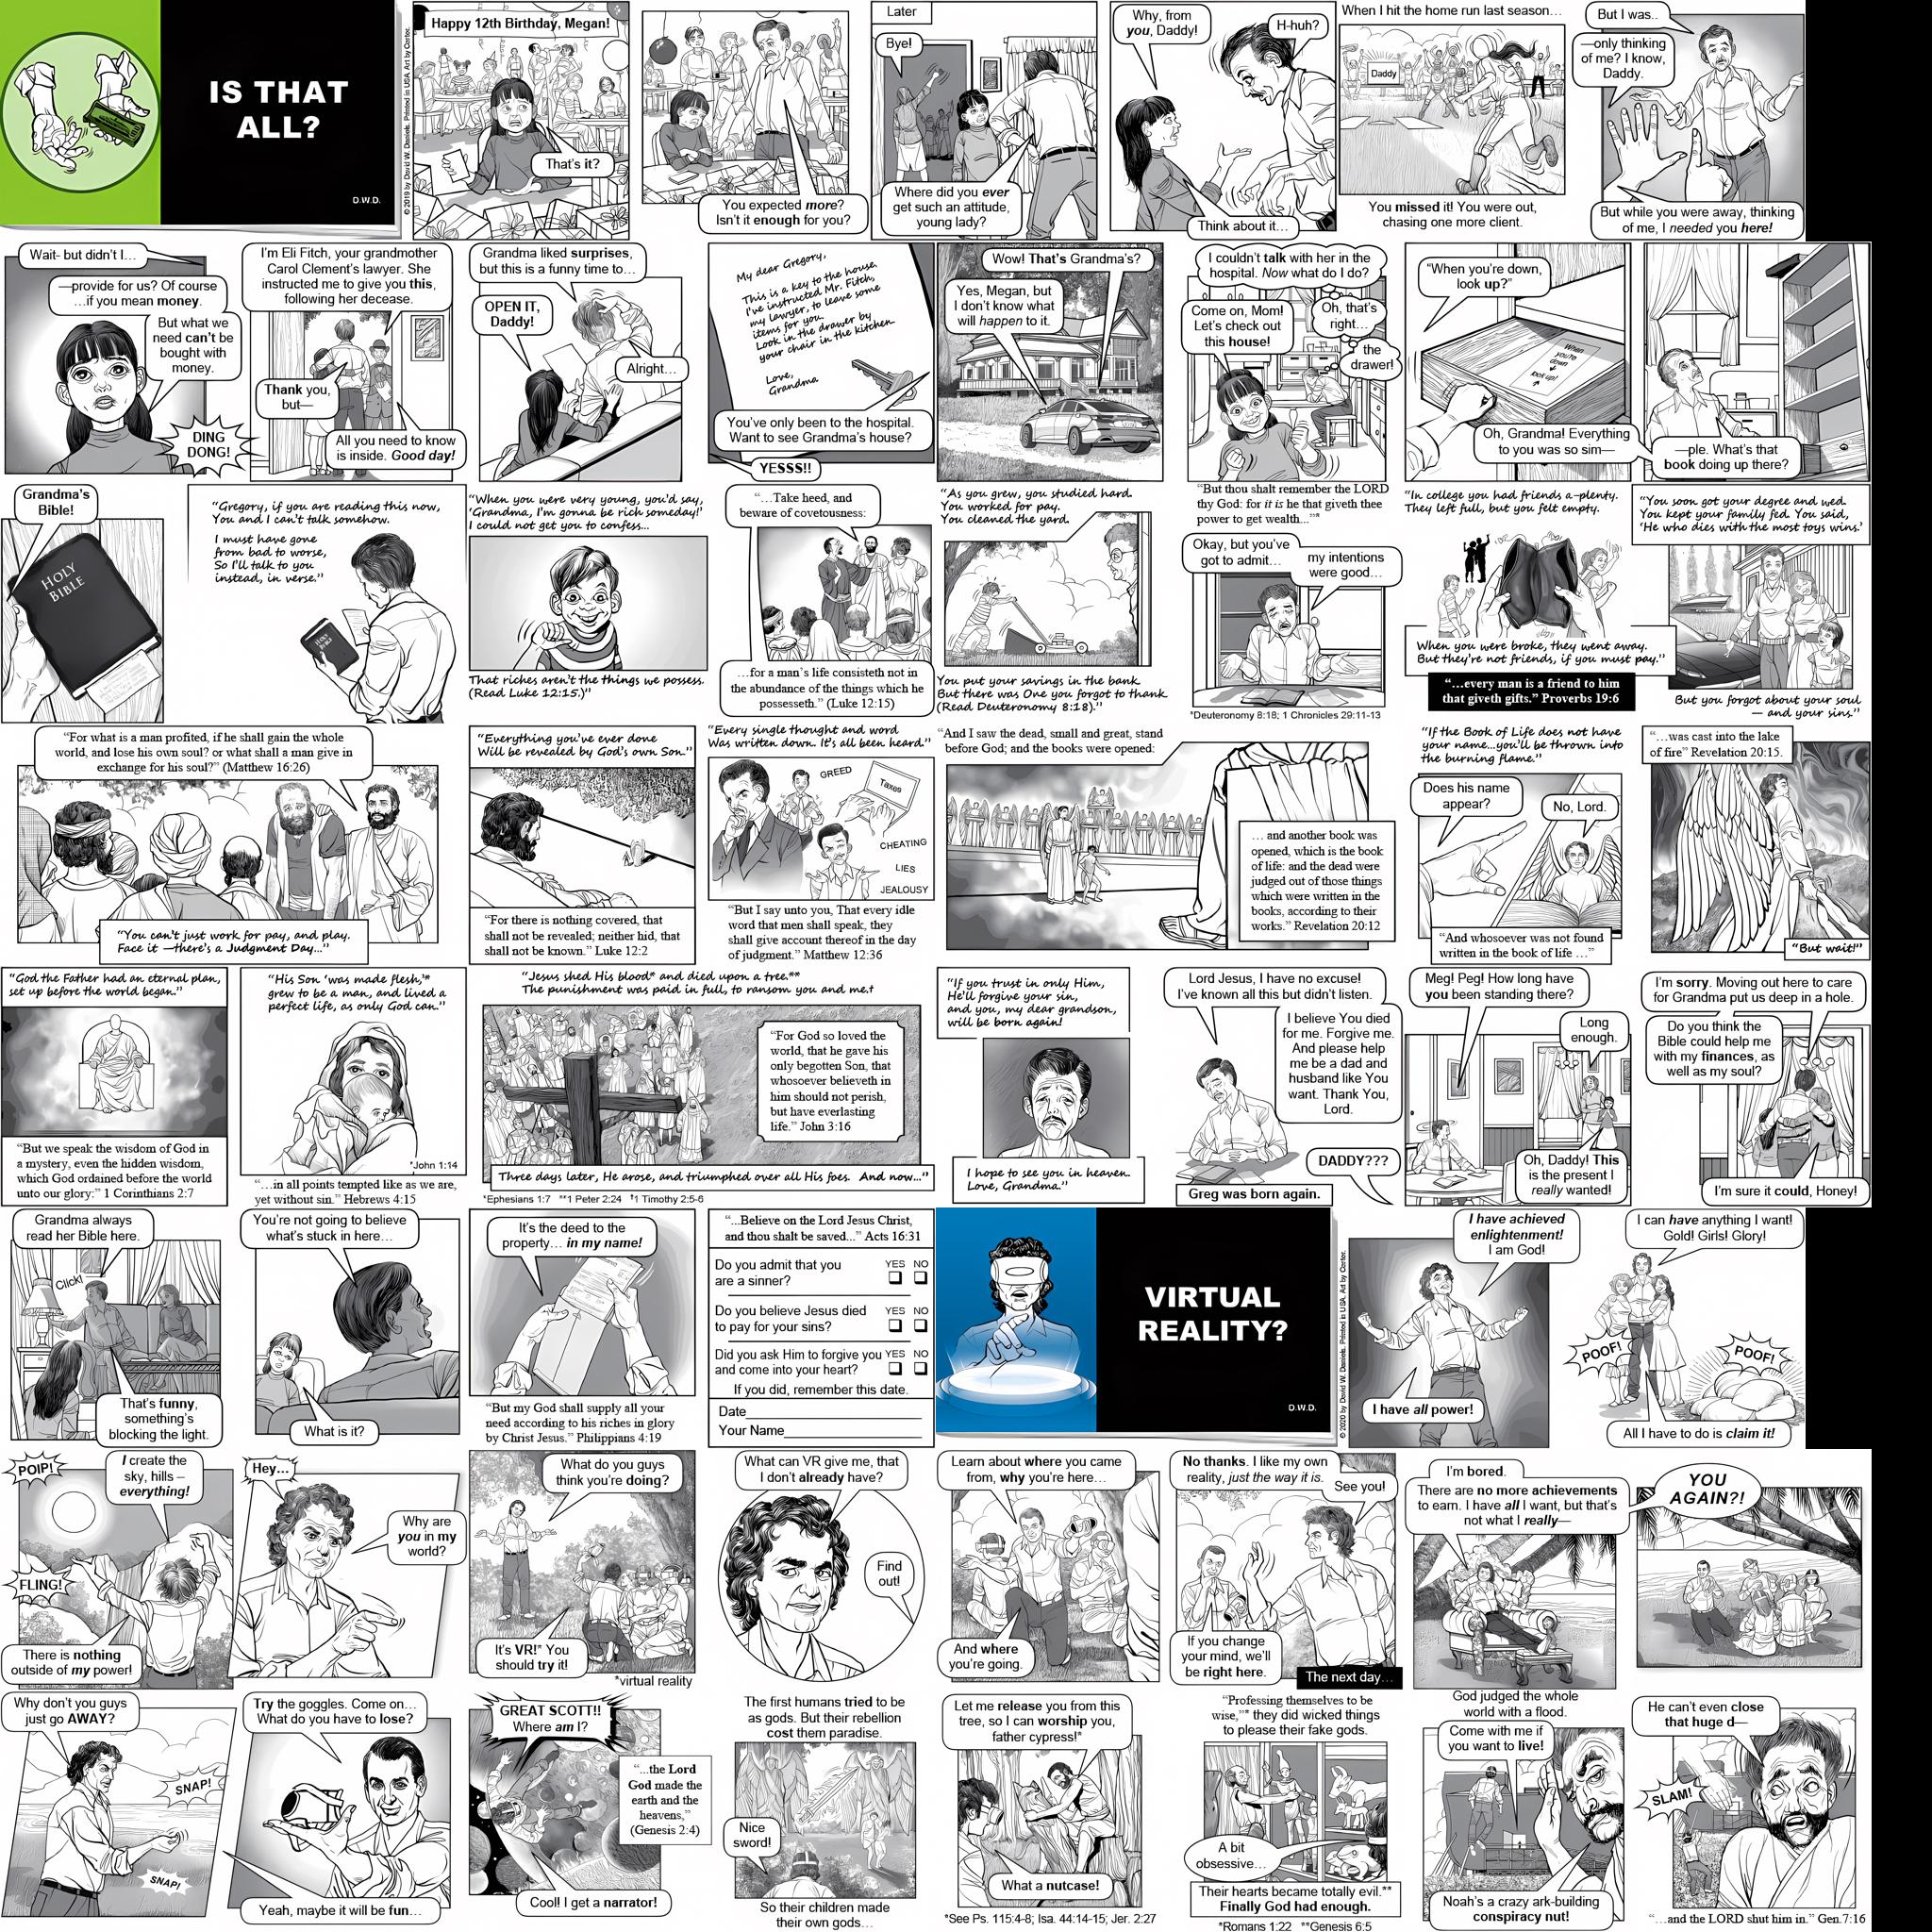 IS THAT
ALL?
D.W.D.
© 2019 by David W. Daniels. Printed in USA. Art by Carter.
Happy 12th Birthday, Megan!
That's it?
You expected more?
Isn't it enough for you?
Later
Bye!
Where did you ever
get such an attitude,
young lady?
Why, from
you, Daddy!
H-huh?
Think about it…
When I hit the home run last season…
Daddy
You missed it! You were out,
chasing one more client.
But I was..
—only thinking
of me? I know,
Daddy.
But while you were away, thinking
of me, I needed you here!
Wait- but didn't I…
—provide for us? Of course
…if you mean money.
But what we
need can't be
bought with
money.
DING
DONG!
I'm Eli Fitch, your grandmother
Carol Clement's lawyer. She
instructed me to give you this,
following her decease.
Thank you,
but—
All you need to know
is inside. Good day!
Grandma liked surprises,
but this is a funny time to…
OPEN IT,
Daddy!
Alright…
My dear Gregory,
This is a key to the house.
I've instructed Mr. Fitch,
my lawyer, to leave some
items for you.
Look in the drawer by
your chair in the kitchen.
Love,
Grandma
You've only been to the hospital.
Want to see Grandma's house?
YESSS!!
Wow! That's Grandma's?
Yes, Megan, but
I don't know what
will happen to it.
I couldn't talk with her in the
hospital. Now what do I do?
Come on, Mom!
Let's check out
this house!
Oh, that's
right…
the
drawer!
"When you're down,
look up?"
When
you're
down
look up!
Oh, Grandma! Everything
to you was so sim—
—ple. What's that
book doing up there?
Grandma's
Bible!
HOLY
BIBLE
"Gregory, if you are reading this now,
You and I can't talk somehow.
I must have gone
from bad to worse,
So I'll talk to you
instead, in verse."
HOLY
BIBLE
"When you were very young, you'd say,
'Grandma, I'm gonna be rich someday!'
I could not get you to confess…
That riches aren't the things we possess.
(Read Luke 12:15.)"
"…Take heed, and
beware of covetousness:
…for a man's life consisteth not in
the abundance of the things which he
possesseth." (Luke 12:15)
"As you grew, you studied hard.
You worked for pay.
You cleaned the yard.
You put your savings in the bank
But there was One you forgot to thank
(Read Deuteronomy 8:18)."
"But thou shalt remember the LORD
thy God: for it is he that giveth thee
power to get wealth…"*
Okay, but you've
got to admit…
my intentions
were good…
*Deuteronomy 8:18; 1 Chronicles 29:11-13
"In college you had friends a-plenty.
They left full, but you felt empty.
When you were broke, they went away.
But they're not friends, if you must pay."
"…every man is a friend to him
that giveth gifts." Proverbs 19:6
"You soon got your degree and wed.
You kept your family fed. You said,
'He who dies with the most toys wins.'
But you forgot about your soul
— and your sins."
"For what is a man profited, if he shall gain the whole
world, and lose his own soul? or what shall a man give in
exchange for his soul?" (Matthew 16:26)
"You can't just work for pay, and play.
Face it —there's a Judgment Day…"
"Everything you've ever done
Will be revealed by God's own Son."
"For there is nothing covered, that
shall not be revealed; neither hid, that
shall not be known." Luke 12:2
"Every single thought and word
Was written down. It's all been heard."
GREED
Taxes
CHEATING
LIES
JEALOUSY
"But I say unto you, That every idle
word that men shall speak, they
shall give account thereof in the day
of judgment." Matthew 12:36
"And I saw the dead, small and great, stand
before God; and the books were opened:
… and another book was
opened, which is the book
of life: and the dead were
judged out of those things
which were written in the
books, according to their
works." Revelation 20:12
"If the Book of Life does not have
your name…you'll be thrown into
the burning flame."
Does his name
appear?
No, Lord.
"And whosoever was not found
written in the book of life …"
"…was cast into the lake
of fire" Revelation 20:15.
"But wait!"
"God the Father had an eternal plan,
set up before the world began."
"But we speak the wisdom of God in
a mystery, even the hidden wisdom,
which God ordained before the world
unto our glory:" 1 Corinthians 2:7
"His Son 'was made flesh,'*
grew to be a man, and lived a
perfect life, as only God can."
*John 1:14
"…in all points tempted like as we are,
yet without sin." Hebrews 4:15
"Jesus shed His blood* and died upon a tree.**
The punishment was paid in full, to ransom you and me.†
"For God so loved the
world, that he gave his
only begotten Son, that
whosoever believeth in
him should not perish,
but have everlasting
life." John 3:16
Three days later, He arose, and triumphed over all His foes. And now…"
*Ephesians 1:7 **1 Peter 2:24 †1 Timothy 2:5-6
"If you trust in only Him,
He'll forgive your sin,
and you, my dear grandson,
will be born again!
I hope to see you in heaven.
Love, Grandma."
Lord Jesus, I have no excuse!
I've known all this but didn't listen.
I believe You died
for me. Forgive me.
And please help
me be a dad and
husband like You
want. Thank You,
Lord.
DADDY???
Greg was born again.
Meg! Peg! How long have
you been standing there?
Long
enough.
Oh, Daddy! This
is the present I
really wanted!
I'm sorry. Moving out here to care
for Grandma put us deep in a hole.
Do you think the
Bible could help me
with my finances, as
well as my soul?
I'm sure it could, Honey!
Grandma always
read her Bible here.
Click!
That's funny,
something's
blocking the light.
You're not going to believe
what's stuck in here…
What is it?
It's the deed to the
property… in my name!
"But my God shall supply all your
need according to his riches in glory
by Christ Jesus." Philippians 4:19
"...Believe on the Lord Jesus Christ,
and thou shalt be saved..." Acts 16:31
Do you admit that you
are a sinner?
YES NO
Do you believe Jesus died
to pay for your sins?
YES NO
Did you ask Him to forgive you
and come into your heart?
YES NO
If you did, remember this date.
Date
Your Name
VIRTUAL
REALITY?
D.W.D.
© 2020 by David W. Daniels. Printed in USA. Art by Carter.
I have achieved
enlightenment!
I am God!
I have all power!
I can have anything I want!
Gold! Girls! Glory!
POOF!
POOF!
All I have to do is claim it!
POIP!
I create the
sky, hills –
everything!
FLING!
There is nothing
outside of my power!
Hey…
Why are
you in my
world?
What do you guys
think you're doing?
It's VR!* You
should try it!
*virtual reality
What can VR give me, that
I don't already have?
Find
out!
Learn about where you came
from, why you're here…
And where
you're going.
No thanks. I like my own
reality, just the way it is.
See you!
If you change
your mind, we'll
be right here.
The next day…
I'm bored.
There are no more achievements
to earn. I have all I want, but that's
not what I really—
YOU
AGAIN?!
Why don't you guys
just go AWAY?
SNAP!
SNAP!
Try the goggles. Come on…
What do you have to lose?
Yeah, maybe it will be fun…
GREAT SCOTT!!
Where am I?
"…the Lord
God made the
earth and the
heavens,"
(Genesis 2:4)
Cool! I get a narrator!
The first humans tried to be
as gods. But their rebellion
cost them paradise.
Nice
sword!
So their children made
their own gods…
Let me release you from this
tree, so I can worship you,
father cypress!*
What a nutcase!
*See Ps. 115:4-8; Isa. 44:14-15; Jer. 2:27
"Professing themselves to be
wise,"* they did wicked things
to please their fake gods.
A bit
obsessive…
Their hearts became totally evil.**
Finally God had enough.
*Romans 1:22 **Genesis 6:5
God judged the whole
world with a flood.
Come with me if
you want to live!
Noah's a crazy ark-building
conspiracy nut!
He can't even close
that huge d—
SLAM!
"…and the LORD shut him in." Gen.7:16